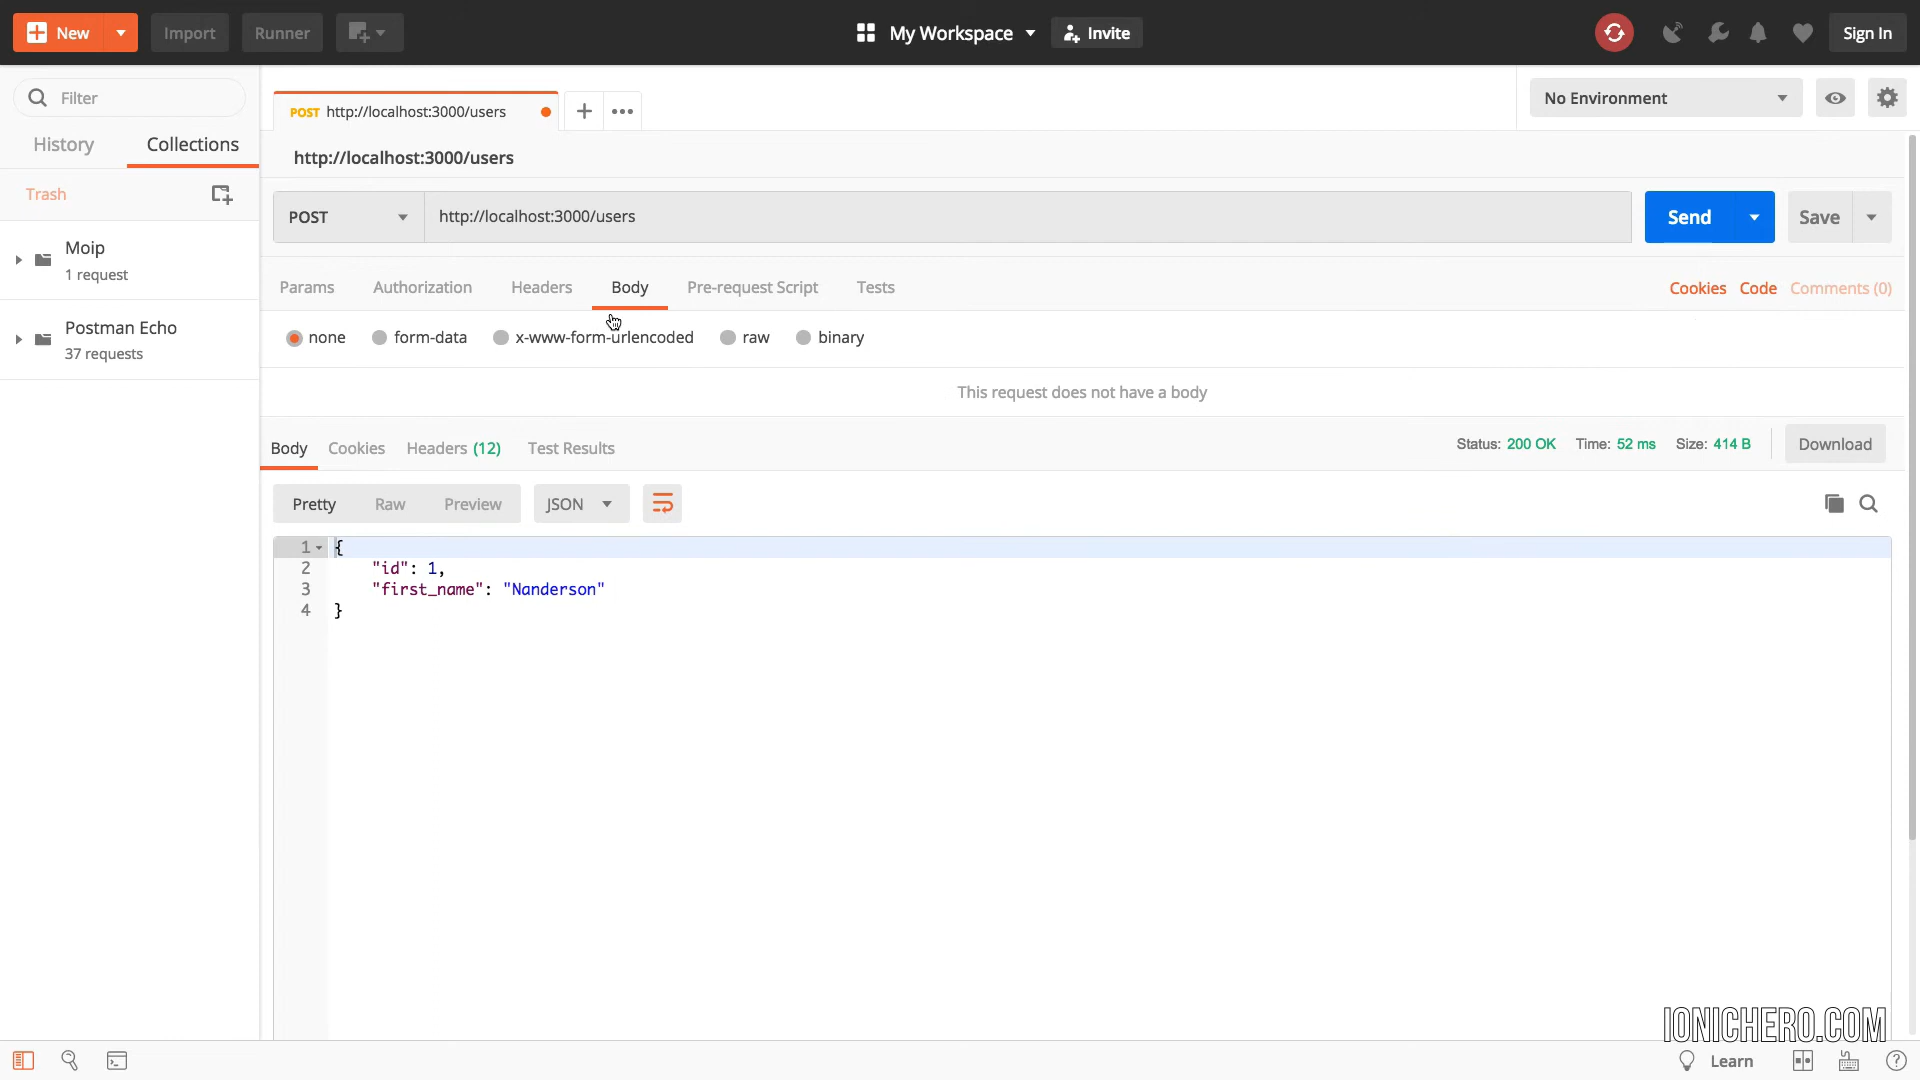 New Import Runner My Workspace Invite Sign In
Filter
History Collections
Trash
Moip
1 request
Postman Echo
37 requests
POST http://localhost:3000/users
No Environment
http://localhost:3000/users
POST http://localhost:3000/users Send Save
Params Authorization Headers Body Pre-request Script Tests Cookies Code Comments (0)
none form-data x-www-form-urlencoded raw binary
This request does not have a body
Body Cookies Headers (12) Test Results Status: 200 OK Time: 52 ms Size: 414 B Download
Pretty Raw Preview JSON
1 {
2 "id": 1,
3 "first_name": "Nanderson"
4 }
IONICHERO.COM
Learn